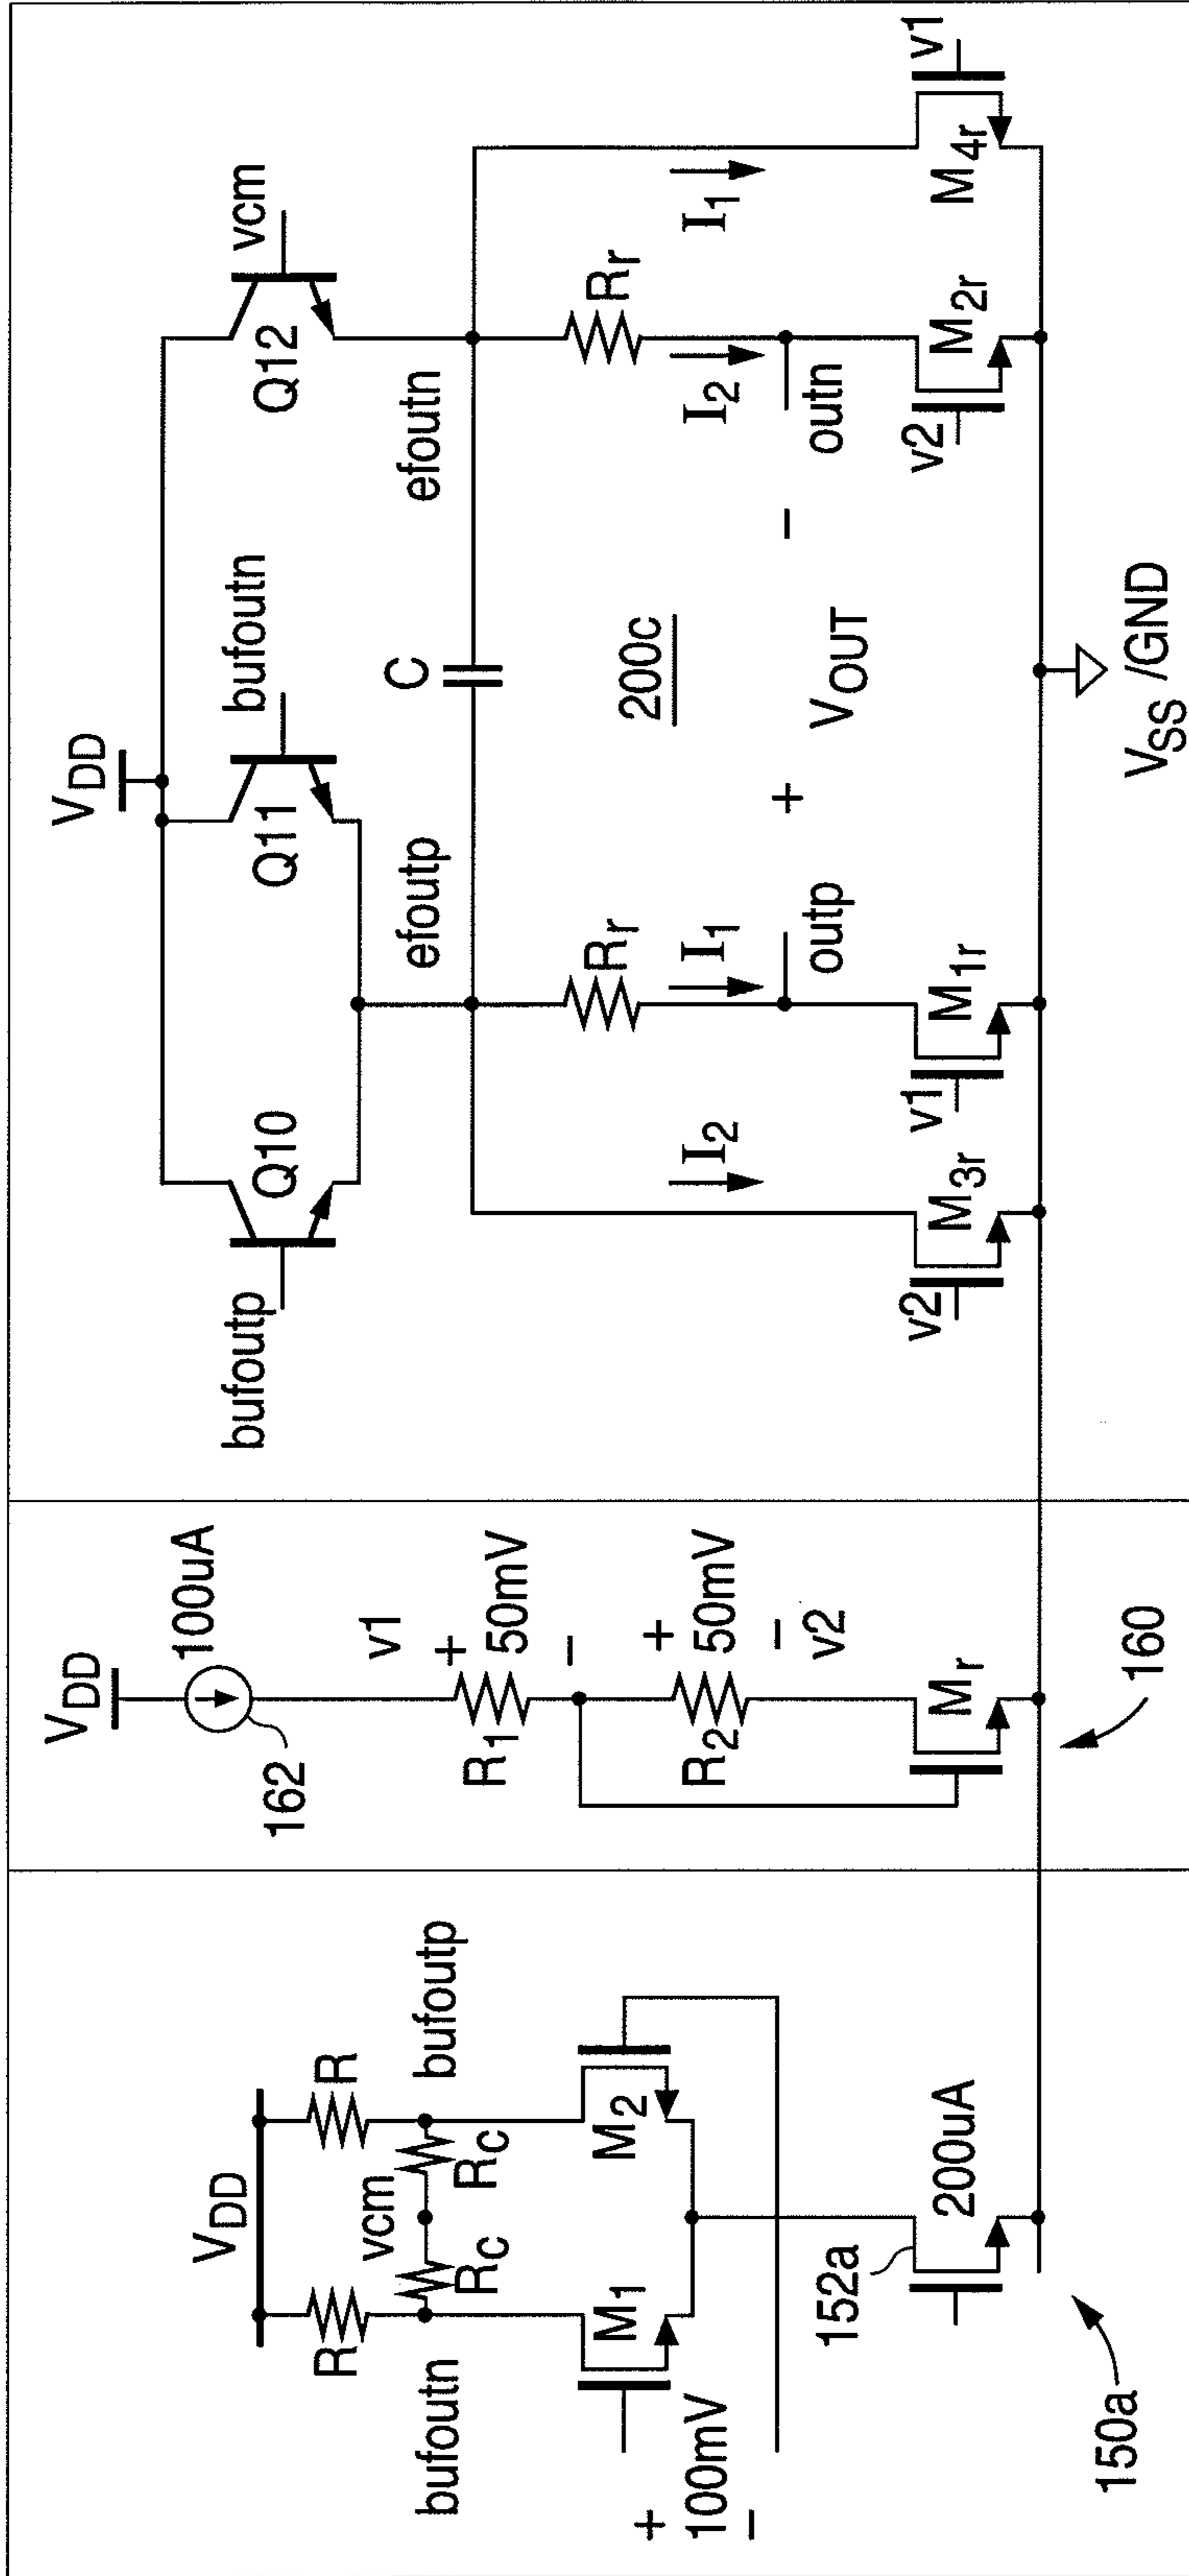 V_DD
R
R
bufoutn
vcm
bufoutp
R_C
R_C
M_1
M_2
+
100mV
−
152a
200uA
150a
V_DD
100uA
162
v1
R_1
+
50mV
−
R_2
+
50mV
−
v2
M_r
160
V_DD
bufoutp
Q10
Q11
bufoutn
Q12
vcm
efoutp
C
efoutn
R_r
R_r
200c
I_2
I_1
I_2
I_1
outp
+
V_OUT
−
outn
v2
M_3r
v1
M_1r
v2
M_2r
M_4r
v1
V_SS /GND